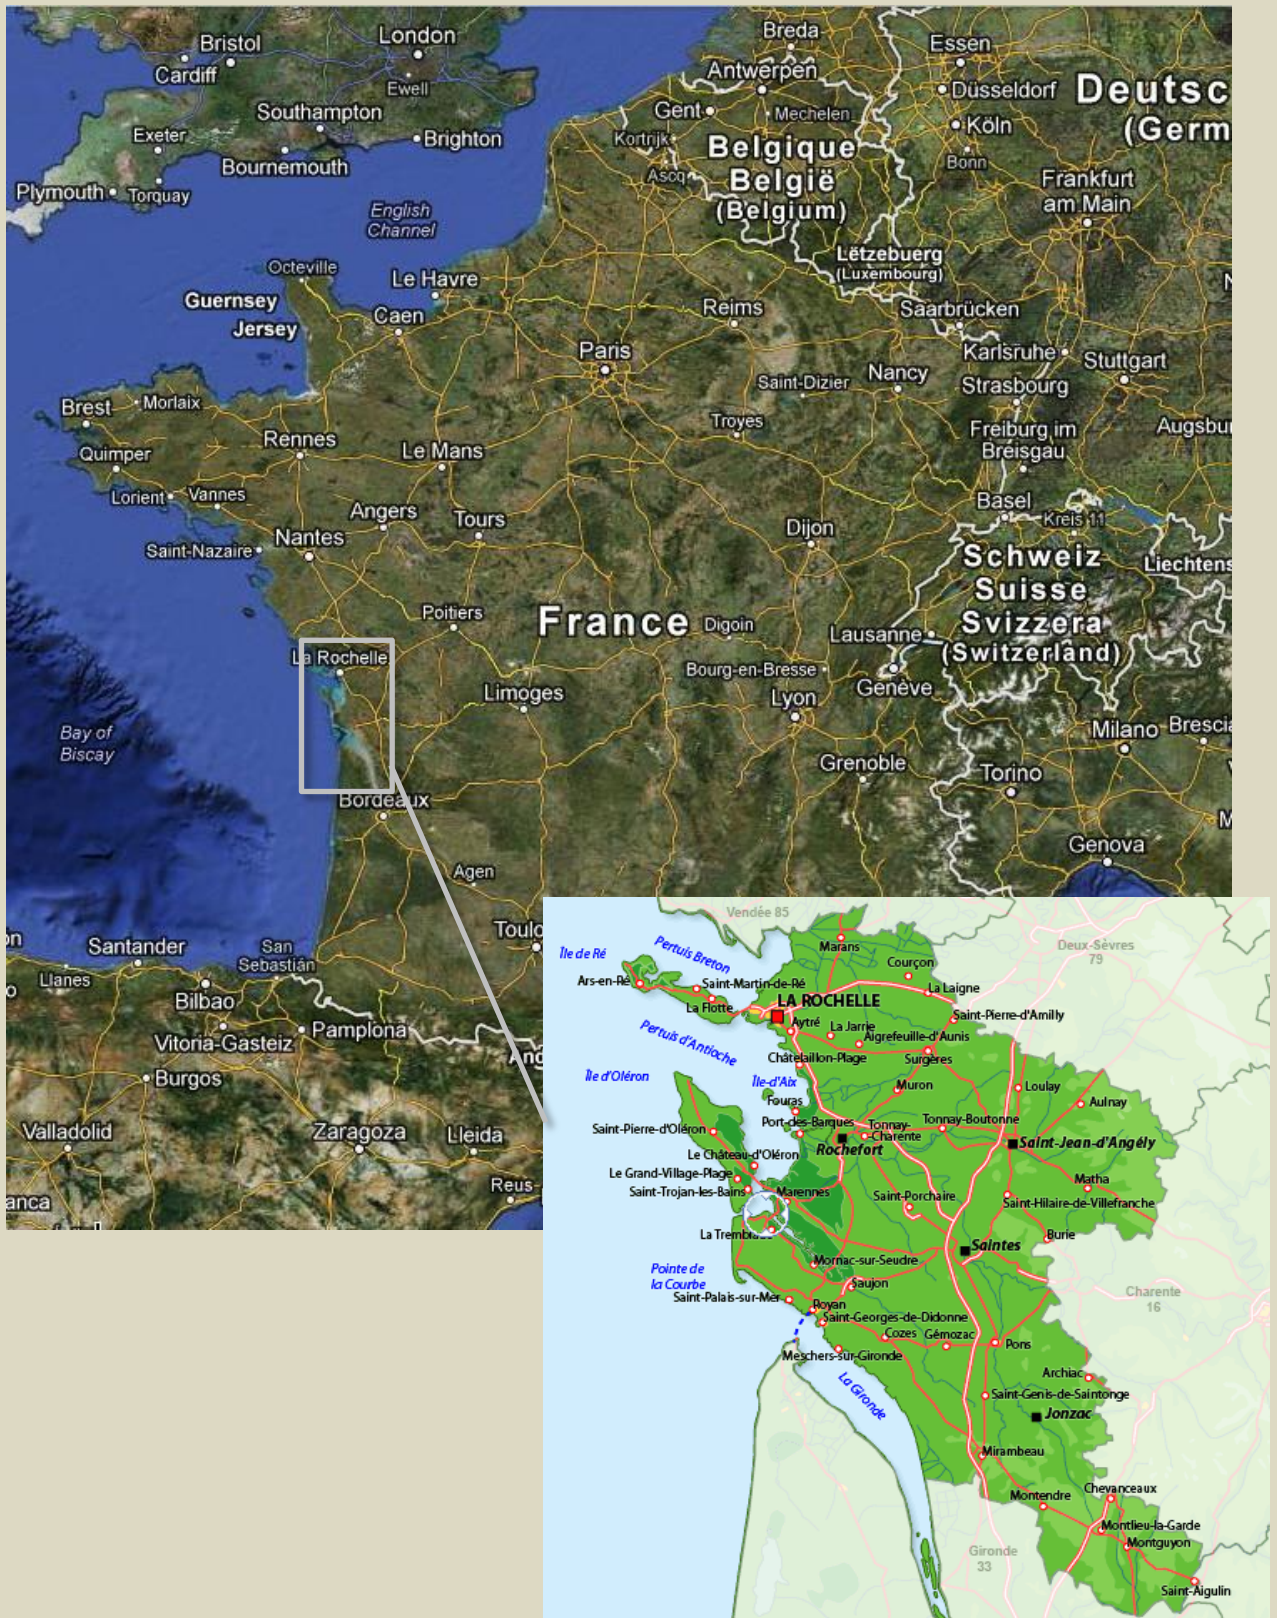 Bristol
London
Cardiff
Ewell
Southampton
Exeter
Brighton
Bournemouth
Plymouth
Torquay
English
Channel
Breda
Essen
Antwerpen
Düsseldorf
Deutsc
(Germ
Gent
Mechelen
Köln
Kortrijk
Belgique
België
(Belgium)
Bonn
Ascq
Frankfurt
am Main
Lëtzebuerg
(Luxembourg)
Octeville
Le Havre
Guernsey
Jersey
Caen
Reims
Saarbrücken
N
Paris
Karlsruhe
Stuttgart
Saint-Dizier
Nancy
Strasbourg
Brest
Morlaix
Troyes
Augsbu
Rennes
Le Mans
Freiburg im
Breisgau
Quimper
Lorient
Vannes
Angers
Tours
Basel
Kreis 11
Nantes
Dijon
Saint-Nazaire
Schweiz
Suisse
Svizzera
(Switzerland)
Liechtens
Poitiers
France
Digoin
Lausanne
La Rochelle
Bourg-en-Bresse
Genève
Limoges
Lyon
Bay of
Biscay
Milano
Brescia
Grenoble
Torino
Bordeaux
M
Genova
Agen
Toulo
on
Santander
San
Sebastián
Llanes
o
Bilbao
Pamplona
Vitoria-Gasteiz
And
Burgos
Valladolid
Zaragoza
Lleida
Reus
anca
Vendée 85
Deux-Sèvres
79
Île de Ré
Pertuis Breton
Marans
Courçon
Ars-en-Ré
Saint-Martin-de-Ré
La Laigne
La Flotte
LA ROCHELLE
Saint-Pierre-d'Amilly
Aytré
La Jarrie
Aigrefeuille-d'Aunis
Pertuis d'Antioche
Châtelaillon-Plage
Surgères
Île d'Oléron
Île-d'Aix
Muron
Loulay
Aulnay
Fouras
Port-des-Barques
Tonnay-
Charente
Tonnay-Boutonne
Saint-Pierre-d'Oléron
Rochefort
Saint-Jean-d'Angély
Le Château-d'Oléron
Le Grand-Village-Plage
Matha
Saint-Trojan-les-Bains
Marennes
Saint-Porchaire
Saint-Hilaire-de-Villefranche
La Tremblade
Burie
Saintes
Mornac-sur-Seudre
Pointe de
la Courbe
Saujon
Charente
16
Saint-Palais-sur-Mer
Royan
Saint-Georges-de-Didonne
Cozes
Gémozac
Pons
Meschers-sur-Gironde
Archiac
La Gironde
Saint-Genis-de-Saintonge
Jonzac
Mirambeau
Chevanceaux
Montendre
Montlieu-la-Garde
Montguyon
Gironde
33
Saint-Aigulin